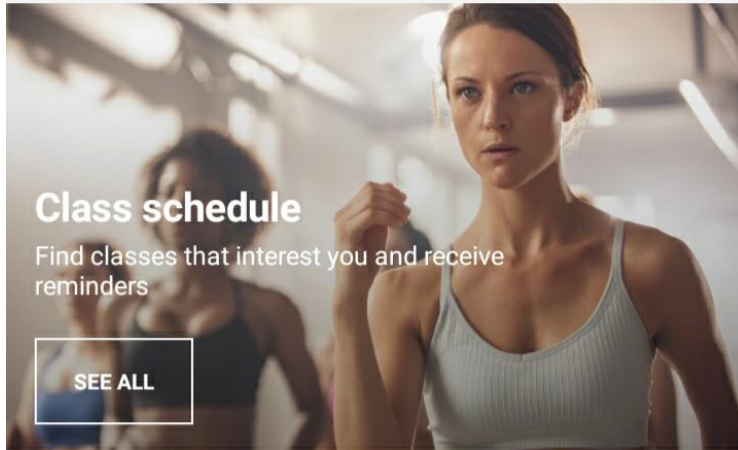 Class schedule
Find classes that interest you and receive
reminders
SEE ALL